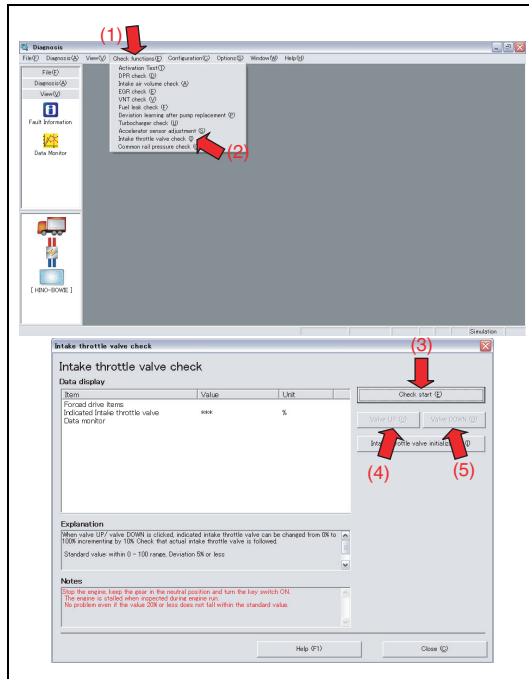 (1)
Diagnosis
File(F) Diagnosis(A) View(V) Check functions(E) Configuration(C) Options(S) Window(W) Help(H)
File(F)
Diagnosis(A)
View(V)
Fault Information
Data Monitor
Activation Test(T)
DPR check (D)
Intake air volume check (A)
EGR check (E)
VNT check (V)
Fuel leak check (F)
Deviation learning after pump replacement (P)
Turbocharger check (U)
Accelerator sensor adjustment (S)
Intake throttle valve check
Common rail pressure check
(2)
[ HINO-BOWIE ]
Simulation
Intake throttle valve check
(3)
Intake throttle valve check
Data display
Item Value Unit
Forced drive items
Indicated Intake throttle valve *** %
Data monitor
Check start (E)
Valve UP (U) Valve DOWN (D)
(4)
(5)
Explanation
When valve UP/ valve DOWN is clicked, indicated intake throttle valve can be changed from 0% to
100% incrementing by 10%. Check that actual intake throttle valve is followed.
Standard value: within 0 - 100 range. Deviation 5% or less
Notes
Stop the engine, keep the gear in the neutral position and turn the key switch ON.
The engine is stalled when inspected during engine run.
No problem even if the value 20% or less does not fall within the standard value.
Help (F1) Close (C)